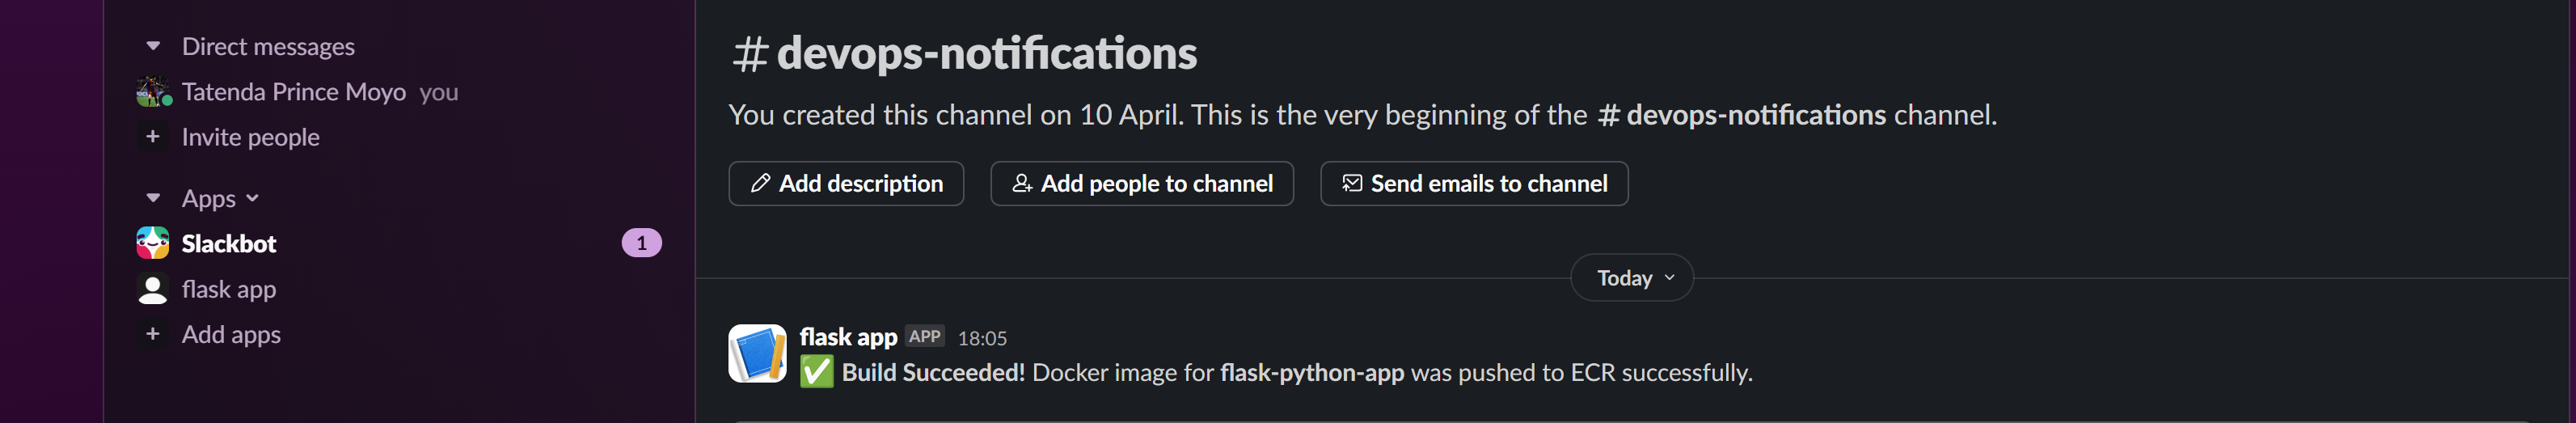 Direct messages
Tatenda Prince Moyo you
+ Invite people
Apps
Slackbot 1
flask app
+ Add apps
# devops-notifications
You created this channel on 10 April. This is the very beginning of the # devops-notifications channel.
Add description Add people to channel Send emails to channel
Today
flask app APP 18:05
✅ Build Succeeded! Docker image for flask-python-app was pushed to ECR successfully.